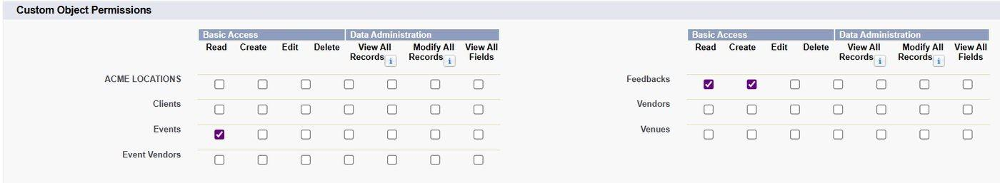 Custom Object Permissions
Basic Access Data Administration
Read Create Edit Delete View All Records i Modify All Records i View All Fields
ACME LOCATIONS
Clients
Events
Event Vendors
Basic Access Data Administration
Read Create Edit Delete View All Records i Modify All Records i View All Fields
Feedbacks
Vendors
Venues